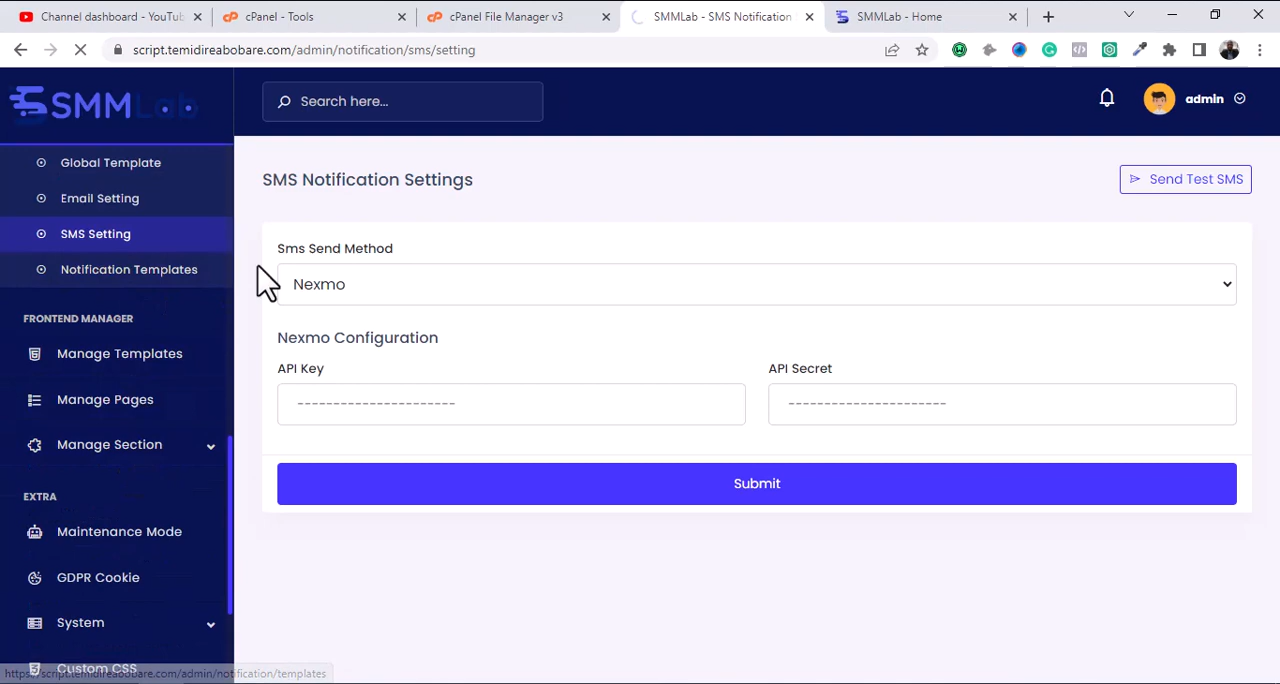 Channel dashboard - YouTu
cPanel - Tools
cPanel File Manager v3
SMMLab - SMS Notification
SMMLab - Home
script.temidireabobare.com/admin/notification/sms/setting
SMMLab
Search here...
admin
Global Template
Email Setting
SMS Setting
Notification Templates
FRONTEND MANAGER
Manage Templates
Manage Pages
Manage Section
EXTRA
Maintenance Mode
GDPR Cookie
System
Custom CSS
https://script.temidireabobare.com/admin/notification/templates
SMS Notification Settings
Send Test SMS
Sms Send Method
Nexmo
Nexmo Configuration
API Key
API Secret
----------------------
----------------------
Submit